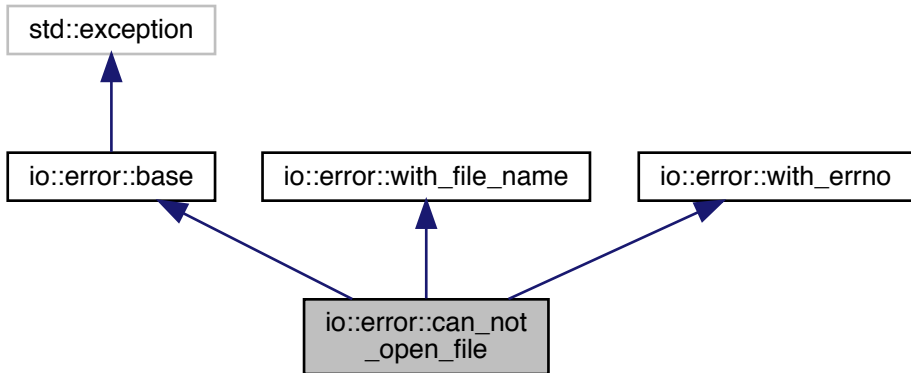 std::exception
io::error::base
io::error::with_file_name
io::error::with_errno
io::error::can_not
_open_file